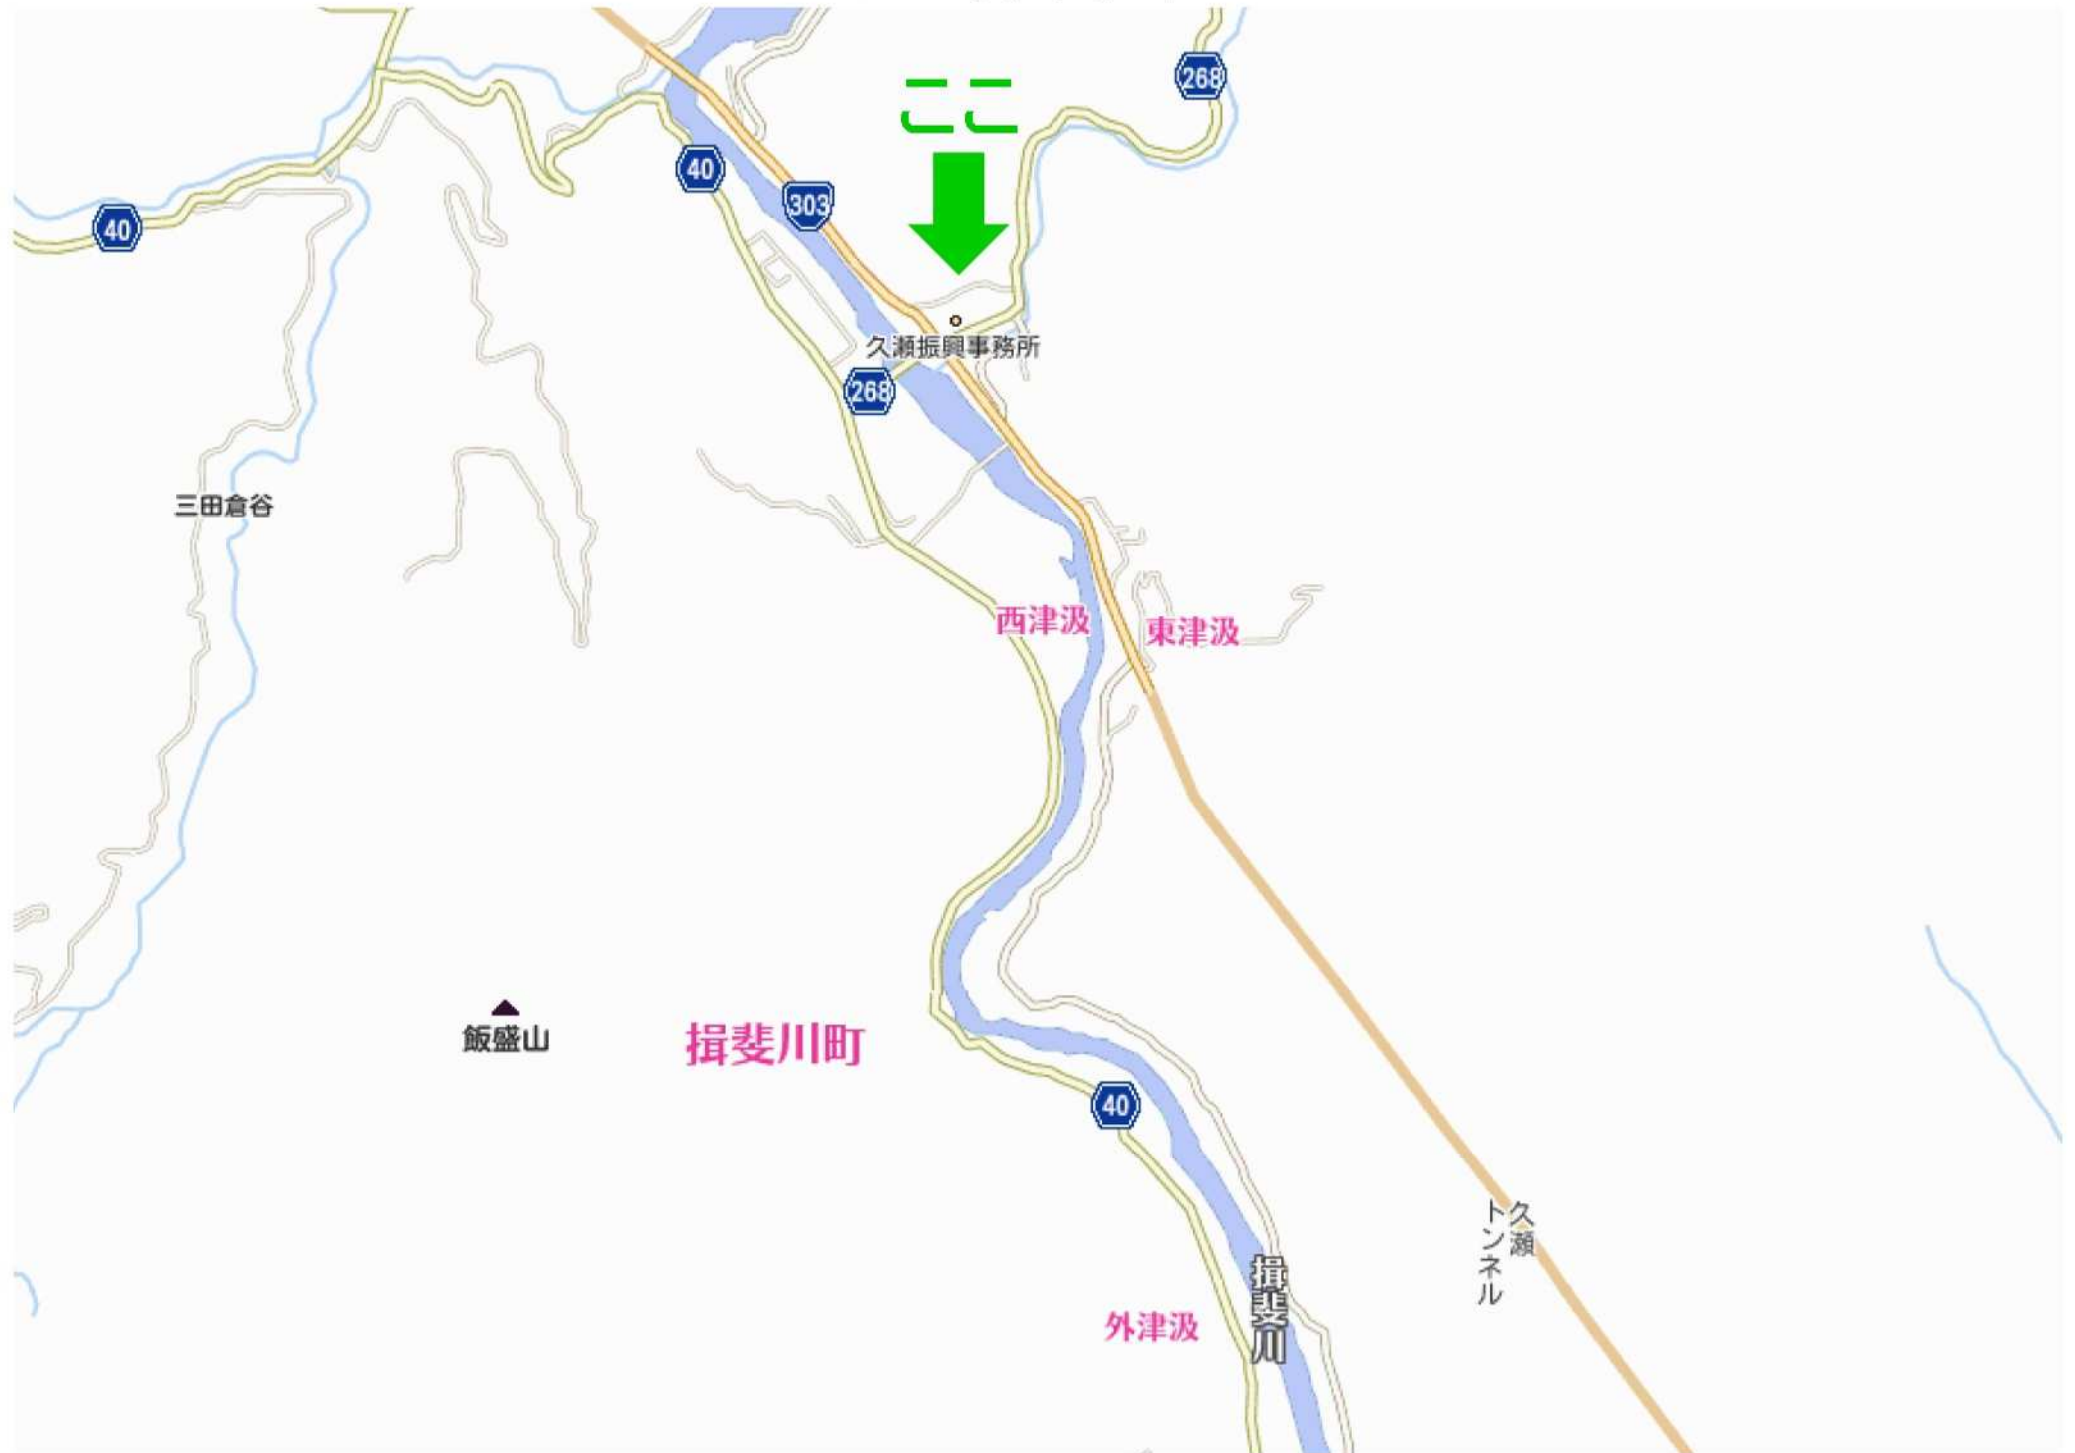 268
ここ
40
303
40
久瀬振興事務所
268
三田倉谷
西津汲
東津汲
飯盛山
揖斐川町
40
久瀬
トンネル
揖斐川
外津汲